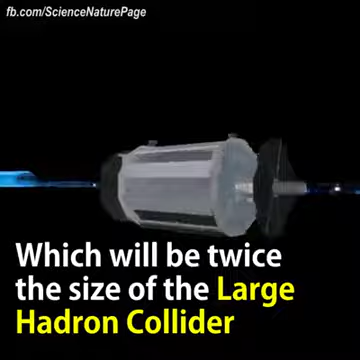 fb.com/ScienceNaturePage
Which will be twice
the size of the Large
Hadron Collider